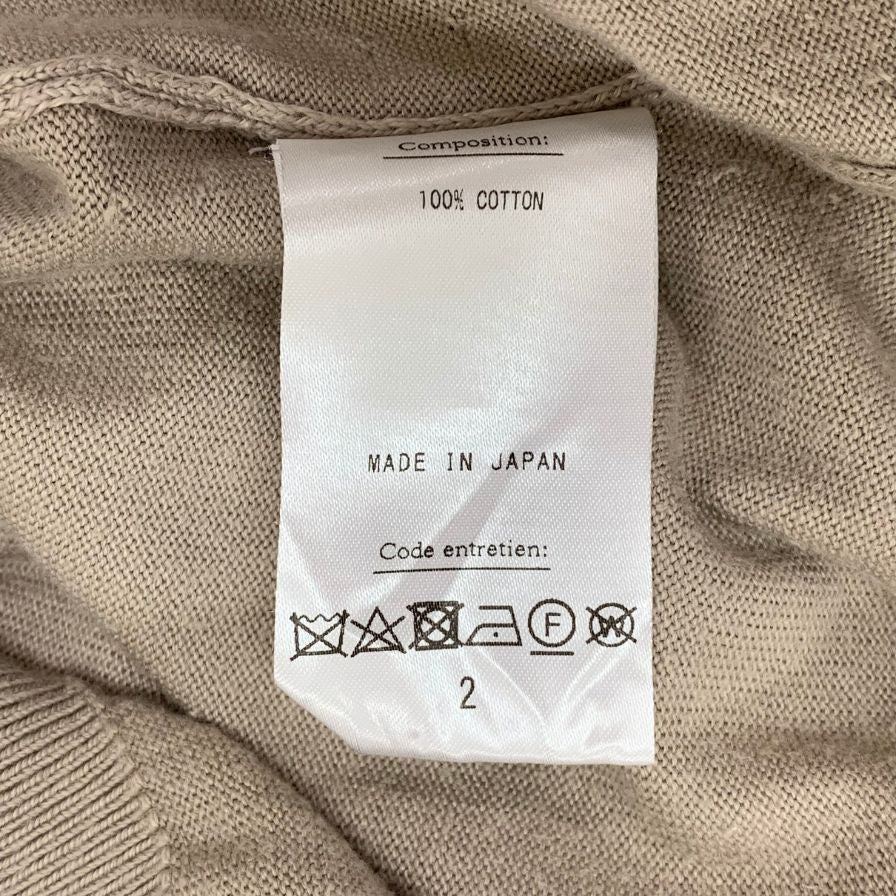 Composition:
100% COTTON
MADE IN JAPAN
Code entretien:
F W
2